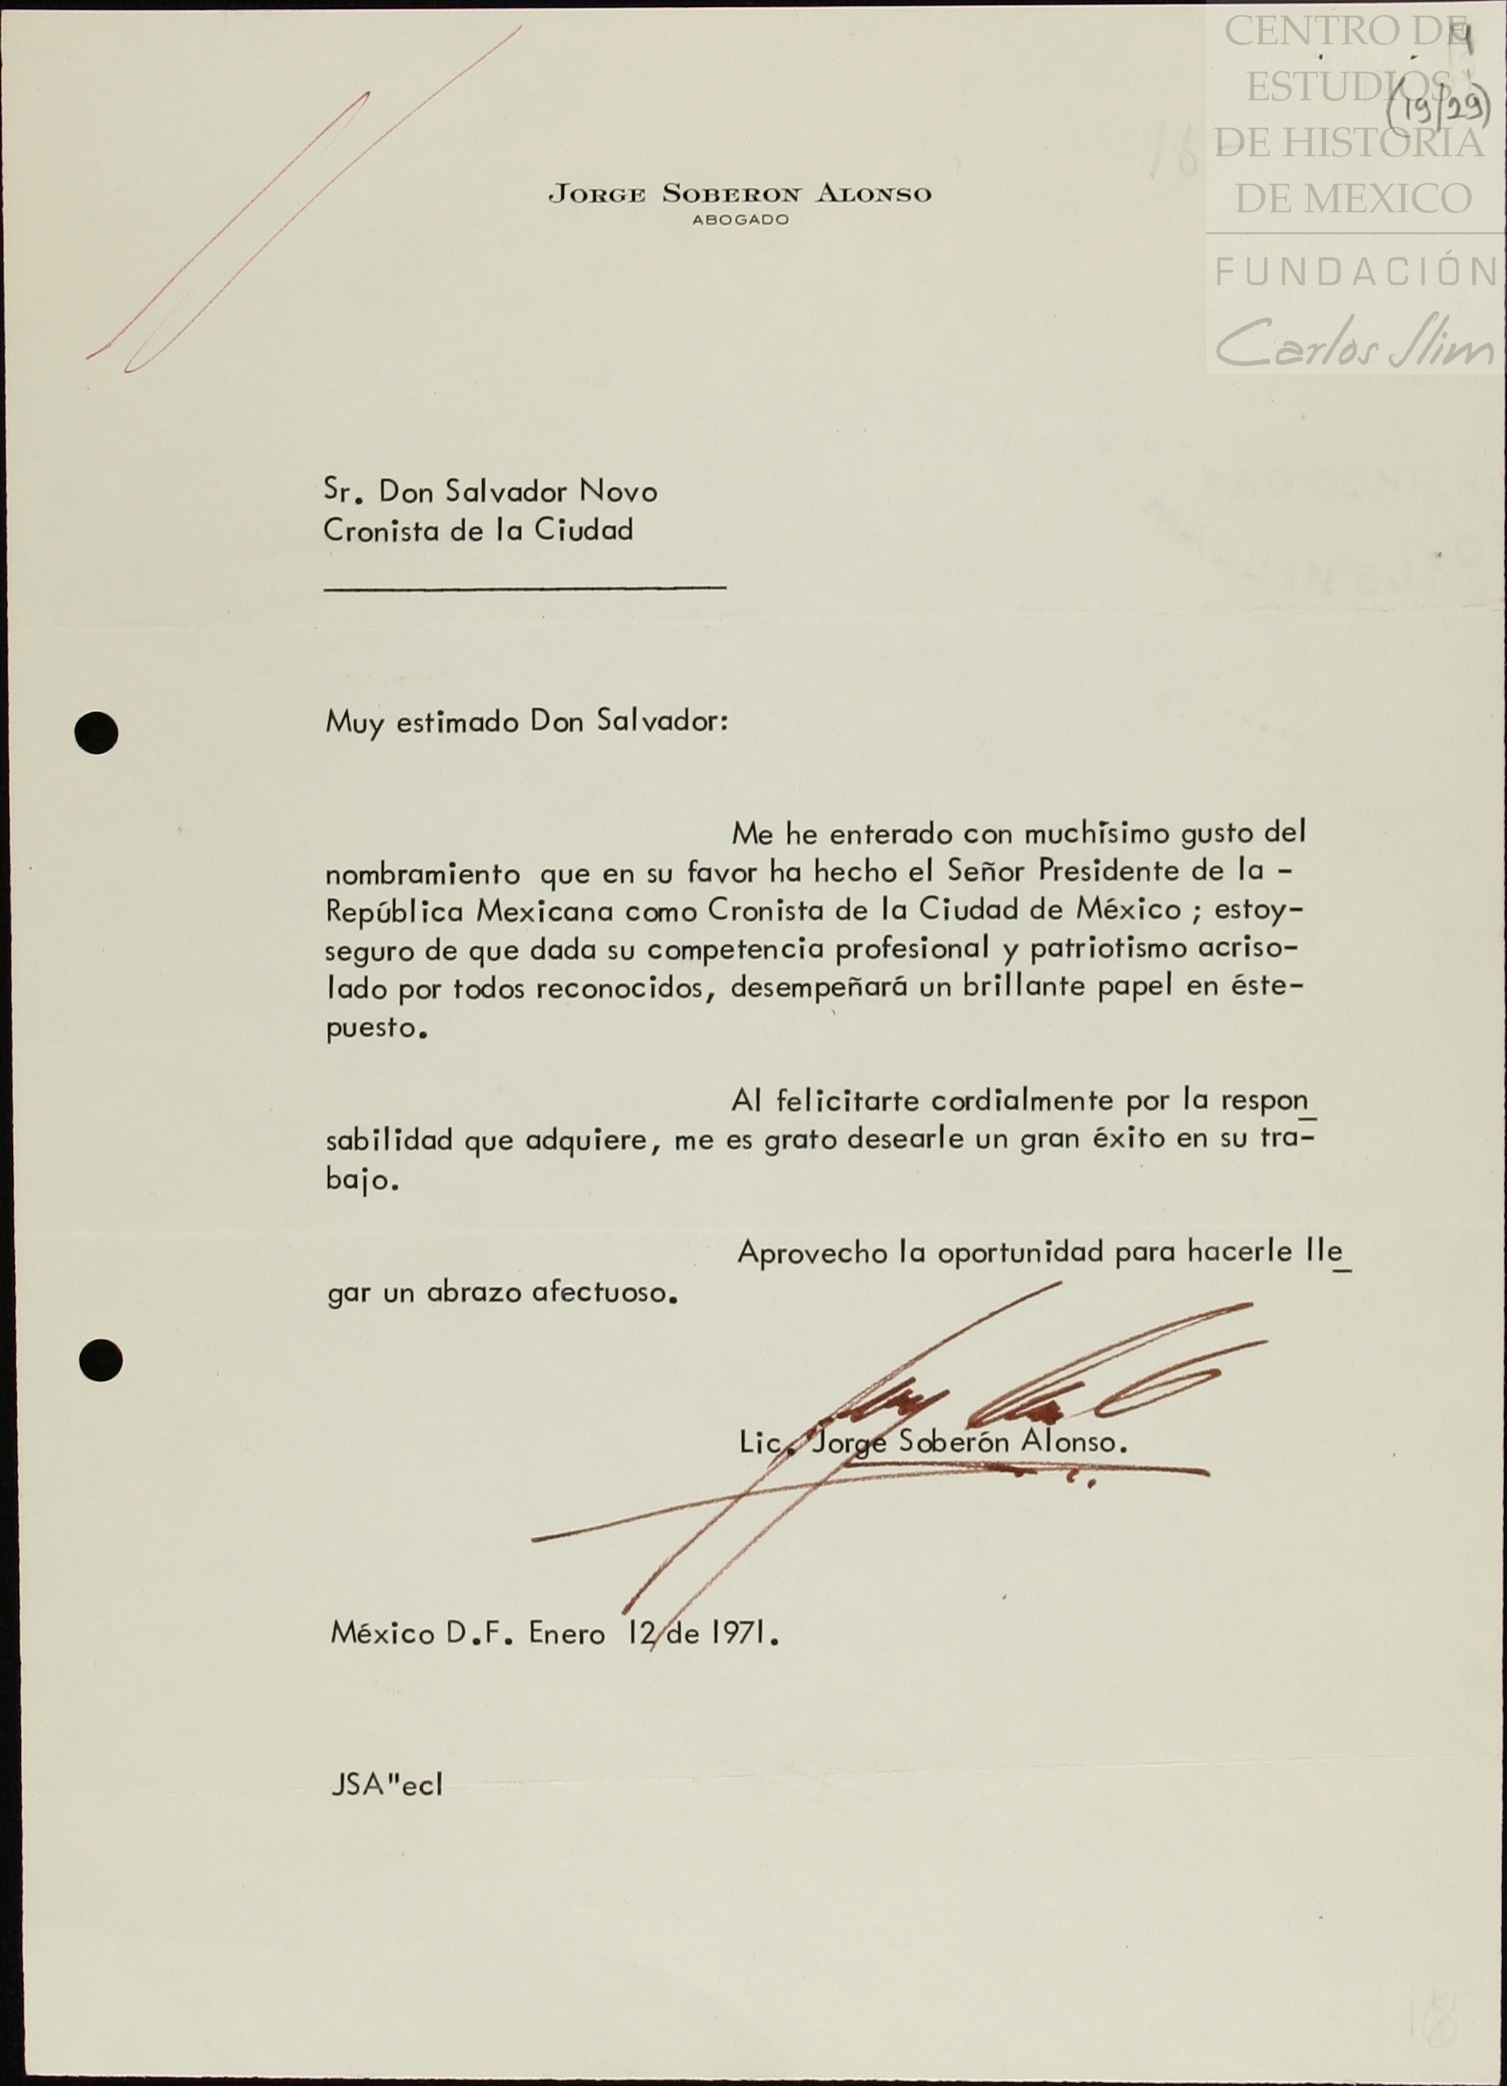 CENTRO DE
ESTUDIOS
DE HISTORIA
DE MEXICO
FUNDACIÓN
Carlos Slim
4
(19/29)
JORGE SOBERON ALONSO
ABOGADO
Sr. Don Salvador Novo
Cronista de la Ciudad
Muy estimado Don Salvador:
Me he enterado con muchísimo gusto del
nombramiento que en su favor ha hecho el Señor Presidente de la -
República Mexicana como Cronista de la Ciudad de México ; estoy-
seguro de que dada su competencia profesional y patriotismo acriso-
lado por todos reconocidos, desempeñará un brillante papel en éste-
puesto.
Al felicitarte cordialmente por la respon
sabilidad que adquiere, me es grato desearle un gran éxito en su tra-
bajo.
Aprovecho la oportunidad para hacerle lle
gar un abrazo afectuoso.
Lic. Jorge Soberón Alonso.
México D.F. Enero 12 de 1971.
JSA"ecl
18